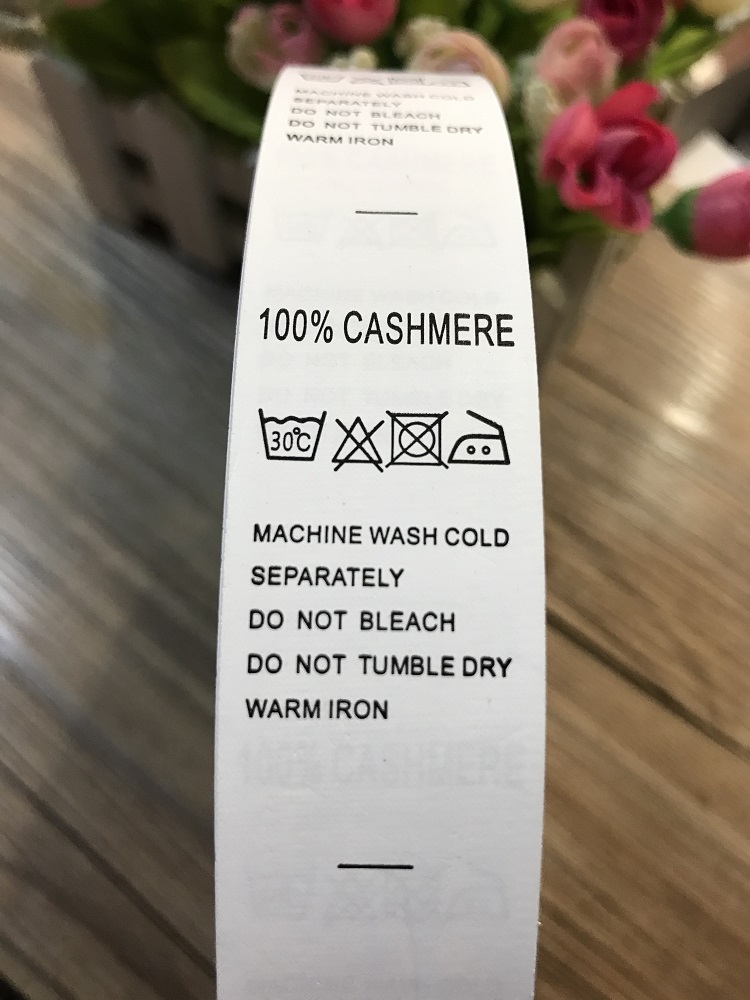 MACHINE WASH COLD
SEPARATELY
DO NOT BLEACH
DO NOT TUMBLE DRY
WARM IRON
100% CASHMERE
30°C
MACHINE WASH COLD
SEPARATELY
DO NOT BLEACH
DO NOT TUMBLE DRY
WARM IRON